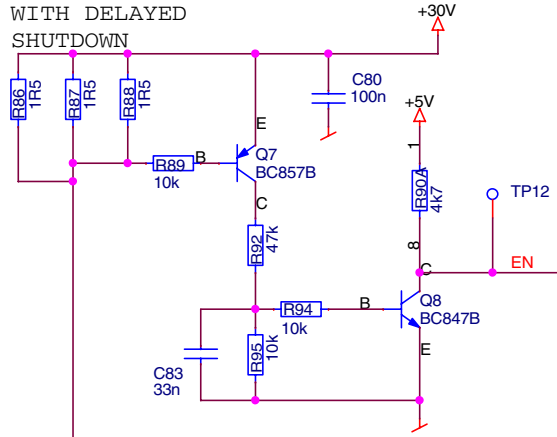 WITH DELAYED
SHUTDOWN
+30V
R86
1R5
R87
1R5
R88
1R5
C80
100n
+5V
E
Q7
BC857B
B
R89
10k
C
1
R90A
4k7
8
TP12
R92
47k
C
EN
R94
10k
B
Q8
BC847B
E
R95
10k
C83
33n